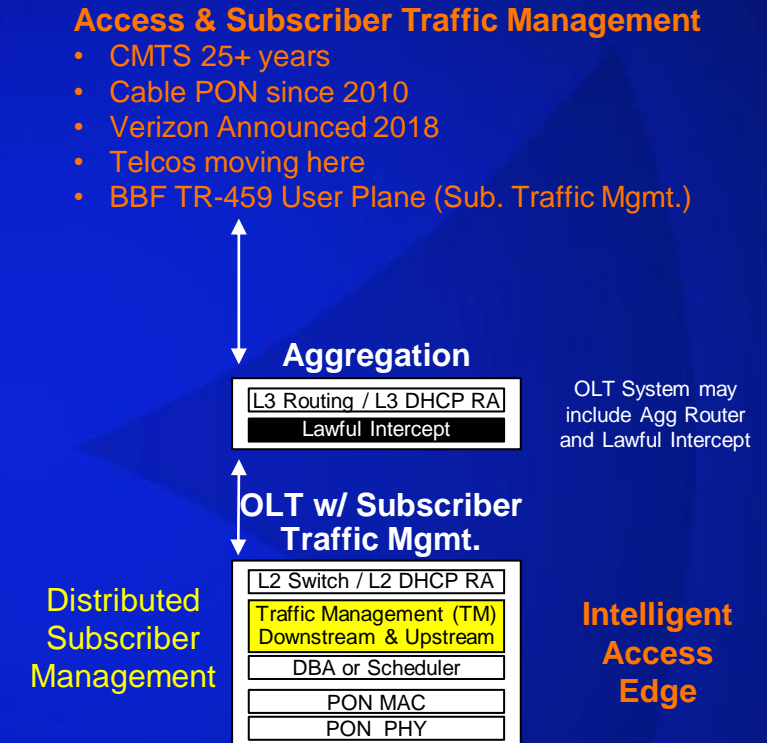 Access & Subscriber Traffic Management
• CMTS 25+ years
• Cable PON since 2010
• Verizon Announced 2018
• Telcos moving here
• BBF TR-459 User Plane (Sub. Traffic Mgmt.)
Aggregation
L3 Routing / L3 DHCP RA
Lawful Intercept
OLT System may
include Agg Router
and Lawful Intercept
OLT w/ Subscriber
Traffic Mgmt.
L2 Switch / L2 DHCP RA
Traffic Management (TM)
Downstream & Upstream
DBA or Scheduler
PON MAC
PON PHY
Distributed
Subscriber
Management
Intelligent
Access
Edge